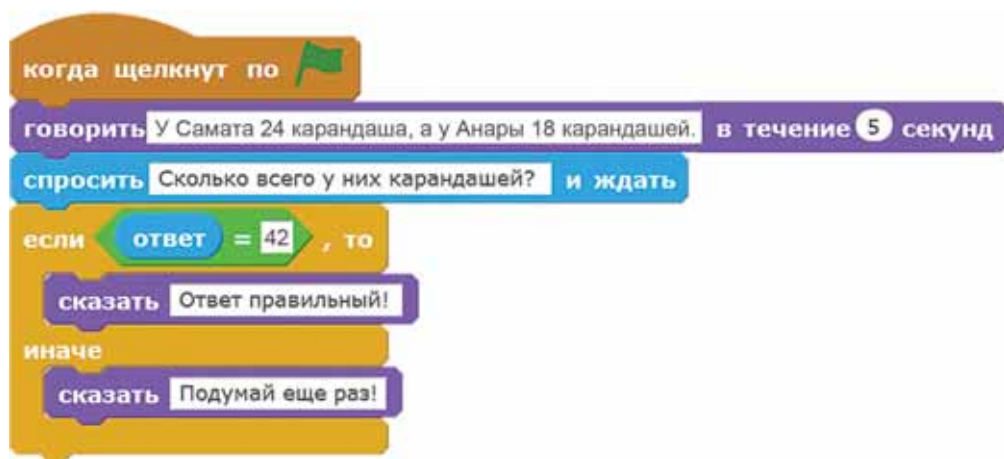 когда щелкнут по
говорить У Самата 24 карандаша, а у Анары 18 карандашей. в течение 5 секунд
спросить Сколько всего у них карандашей? и ждать
если ответ = 42 , то
сказать Ответ правильный!
иначе
сказать Подумай еще раз!